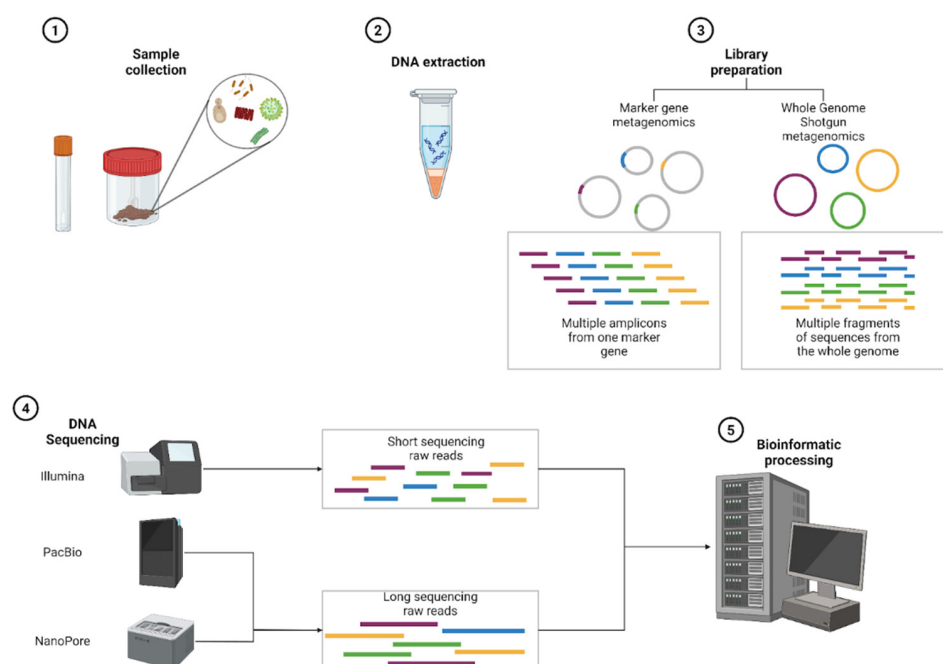 1
Sample
collection
2
DNA extraction
3
Library
preparation
Marker gene
metagenomics
Whole Genome
Shotgun
metagenomics
Multiple amplicons
from one marker
gene
Multiple fragments
of sequences from
the whole genome
4
DNA
Sequencing
Illumina
PacBio
NanoPore
Short sequencing
raw reads
Long sequencing
raw reads
5
Bioinformatic
processing